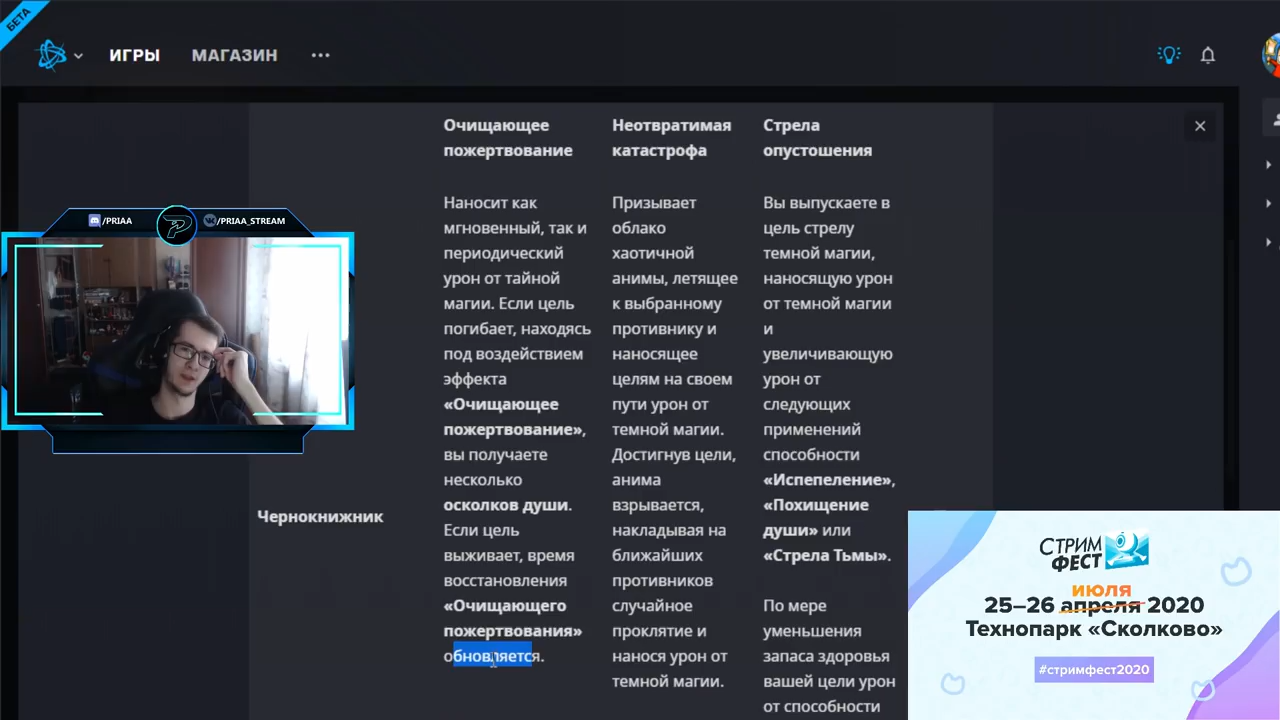 БЕТА
ИГРЫ
МАГАЗИН
/PRIAA
/PRIAA_STREAM
Чернокнижник
Очищающее
пожертвование
Наносит как
мгновенный, так и
периодический
урон от тайной
магии. Если цель
погибает, находясь
под воздействием
эффекта
«Очищающее
пожертвование»,
вы получаете
несколько
осколков души.
Если цель
выживает, время
восстановления
«Очищающего
пожертвования»
обновляется.
Неотвратимая
катастрофа
Призывает
облако
хаотичной
анимы, летящее
к выбранному
противнику и
наносящее
целям на своем
пути урон от
темной магии.
Достигнув цели,
анима
взрывается,
накладывая на
ближайших
противников
случайное
проклятие и
нанося урон от
темной магии.
Стрела
опустошения
Вы выпускаете в
цель стрелу
темной магии,
наносящую урон
от темной магии
и
увеличивающую
урон от
следующих
применений
способности
«Испепеление»,
«Похищение
души» или
«Стрела Тьмы».
По мере
уменьшения
запаса здоровья
вашей цели урон
от способности
СТРИМ
ФЕСТ
июля
25–26 апреля 2020
Технопарк «Сколково»
#стримфест2020